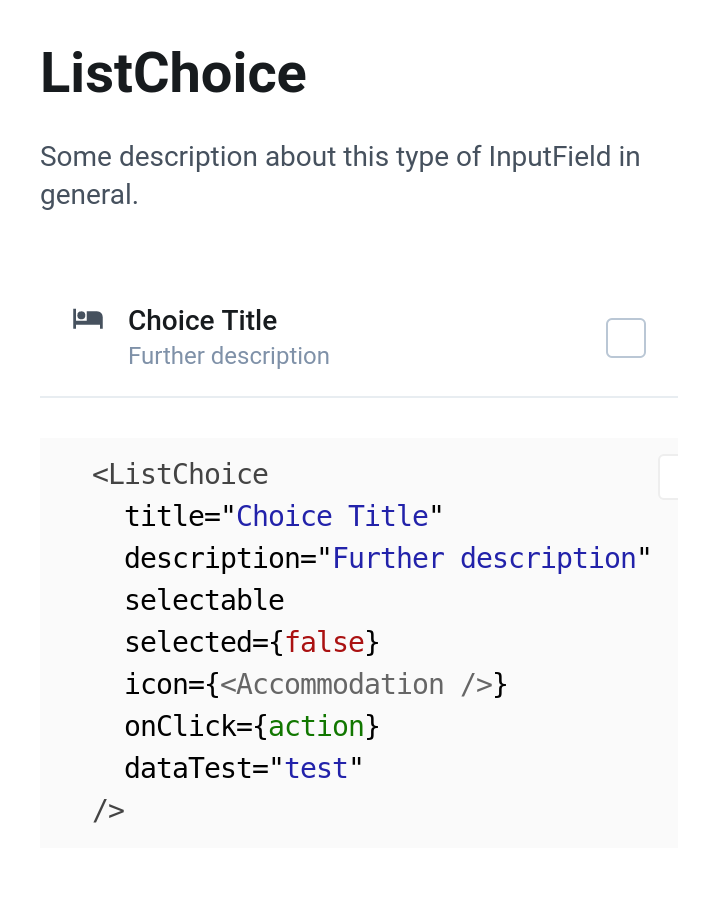 ListChoice
Some description about this type of InputField in
general.
Choice Title
Further description
<ListChoice
  title="Choice Title"
  description="Further description"
  selectable
  selected={false}
  icon={<Accommodation />}
  onClick={action}
  dataTest="test"
/>